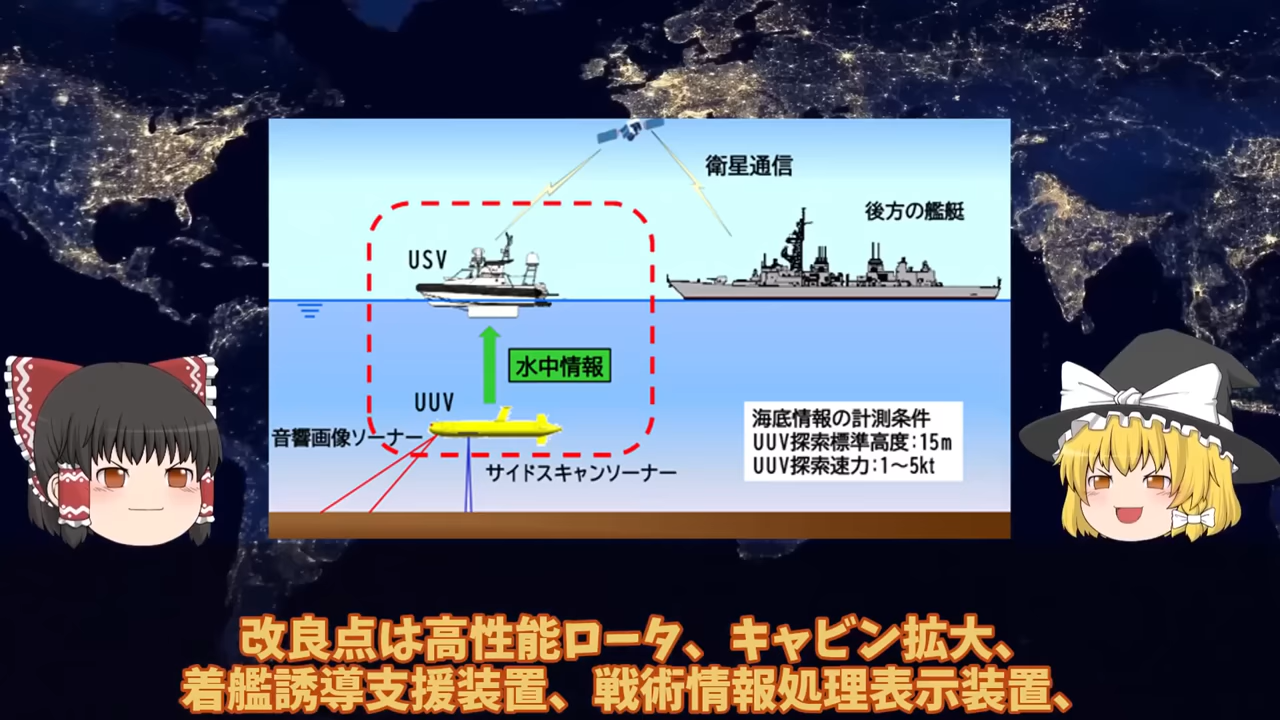 衛星通信
後方の艦艇
USV
水中情報
UUV
音響画像ソーナー
サイドスキャンソーナー
海底情報の計測条件
UUV探索標準高度:15m
UUV探索速力:1～5kt
改良点は高性能ロータ、キャビン拡大、
着艦誘導支援装置、戦術情報処理表示装置、